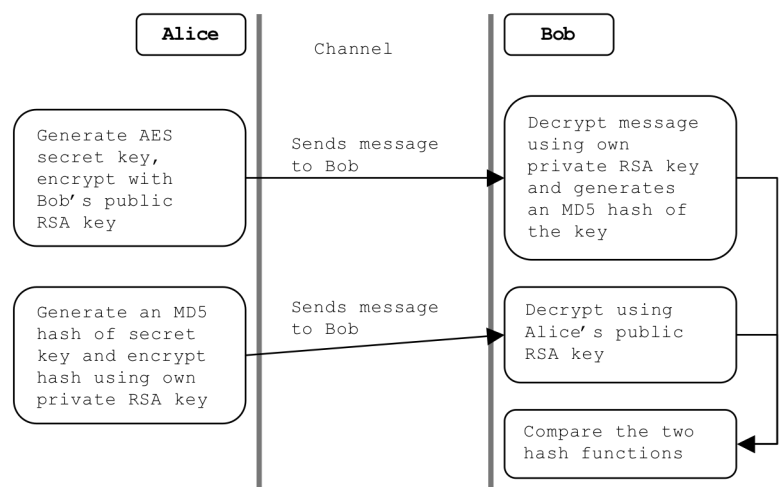 Alice
Channel
Bob
Generate AES
secret key,
encrypt with
Bob's public
RSA key
Sends message
to Bob
Decrypt message
using own
private RSA key
and generates
an MD5 hash of
the key
Generate an MD5
hash of secret
key and encrypt
hash using own
private RSA key
Sends message
to Bob
Decrypt using
Alice's public
RSA key
Compare the two
hash functions